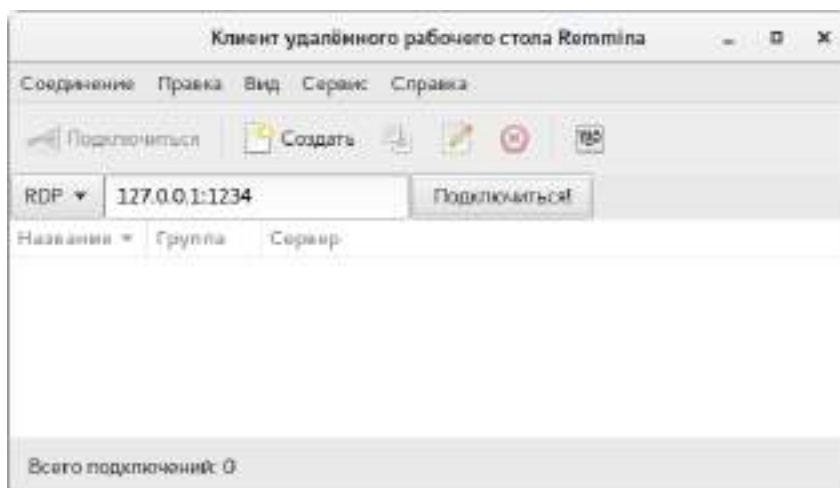 Клиент удалённого рабочего стола Remmina
Соединение Правка Вид Сервис Справка
Подключиться Создать
RDP 127.0.0.1:1234 Подключиться!
Название Группа Сервер
Всего подключений: 0